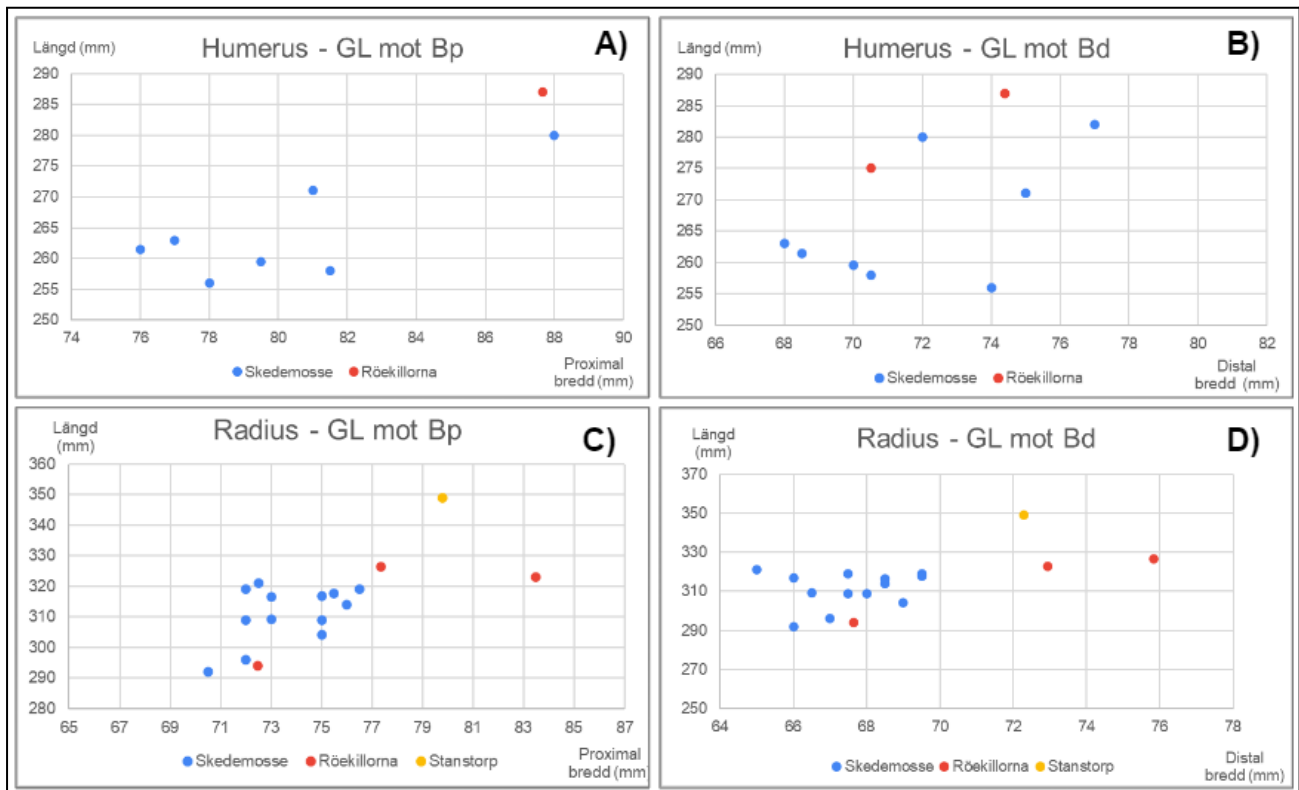 Längd (mm)
Humerus - GL mot Bp
A)
290
285
280
275
270
265
260
255
250
74 76 78 80 82 84 86 88 90
Skedemosse Röekillorna
Proximal
bredd (mm)
Längd (mm)
Humerus - GL mot Bd
B)
290
285
280
275
270
265
260
255
250
66 68 70 72 74 76 78 80 82
Skedemosse Röekillorna
Distal
bredd (mm)
Längd
(mm)
Radius - GL mot Bp
C)
360
350
340
330
320
310
300
290
280
65 67 69 71 73 75 77 79 81 83 85 87
Skedemosse Röekillorna Stanstorp
Proximal
bredd (mm)
Längd
(mm)
Radius - GL mot Bd
D)
370
350
330
310
290
270
250
64 66 68 70 72 74 76 78
Skedemosse Röekillorna Stanstorp
Distal
bredd (mm)